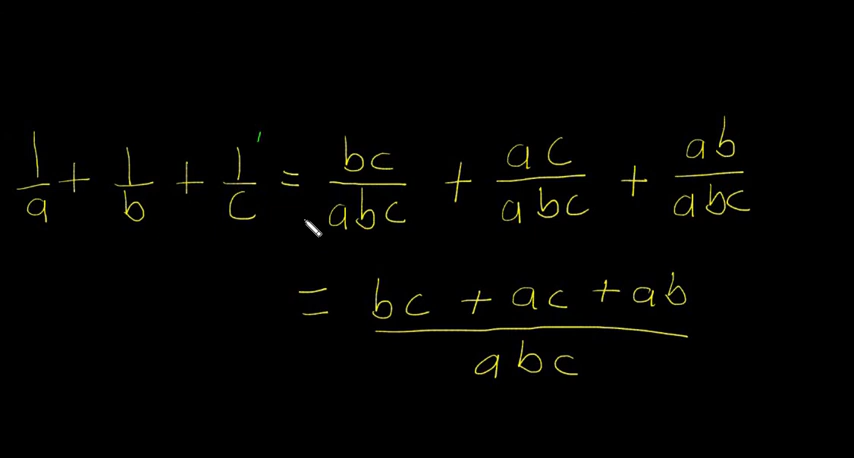 1/a + 1/b + 1/c = bc/abc + ac/abc + ab/abc
= (bc + ac + ab)/abc